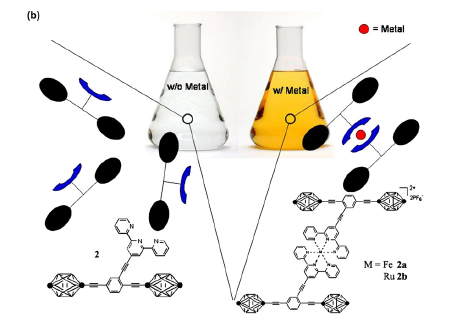 (b)
= Metal
w/o Metal
w/ Metal
2
N
N
N
2+
2PF₆⁻
M = Fe 2a
Ru 2b